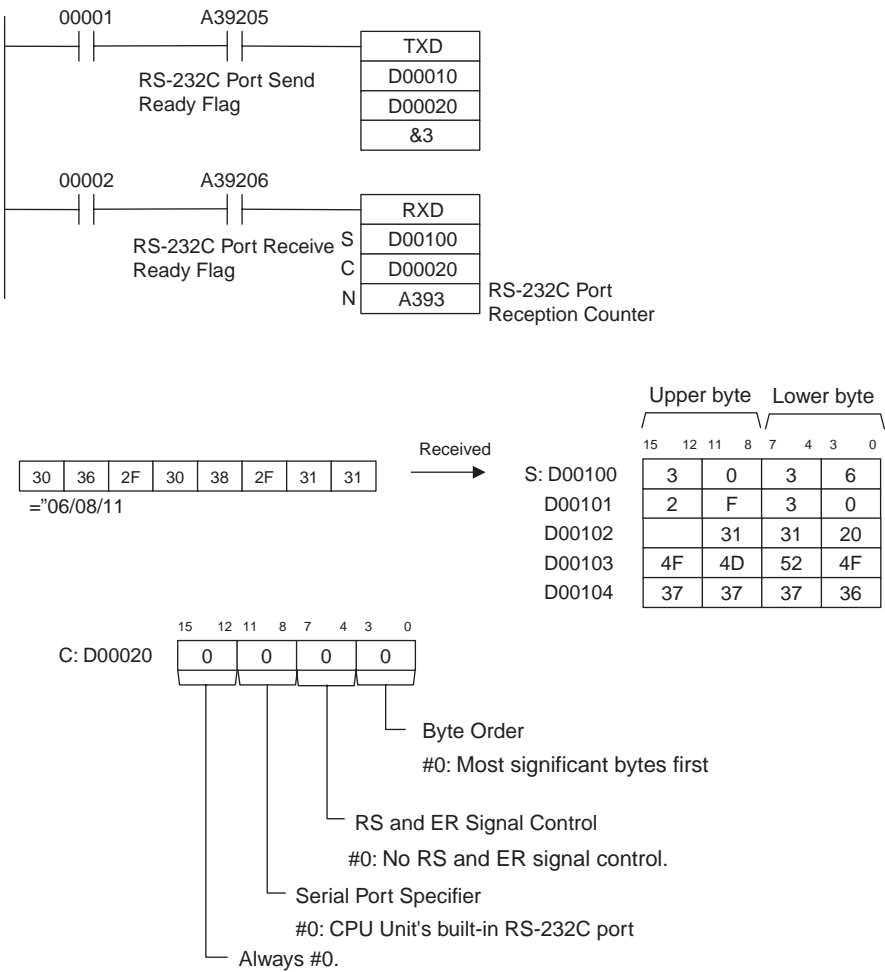 00001 A39205
TXD
RS-232C Port Send
Ready Flag
D00010
D00020
&3
00002 A39206
RXD
RS-232C Port Receive
Ready Flag
S D00100
C D00020
N A393
RS-232C Port
Reception Counter
Upper byte Lower byte
15 12 11 8 7 4 3 0
30 36 2F 30 38 2F 31 31
="06/08/11
Received
S: D00100 3 0 3 6
D00101 2 F 3 0
D00102 31 31 20
D00103 4F 4D 52 4F
D00104 37 37 37 36
15 12 11 8 7 4 3 0
C: D00020 0 0 0 0
Byte Order
#0: Most significant bytes first
RS and ER Signal Control
#0: No RS and ER signal control.
Serial Port Specifier
#0: CPU Unit's built-in RS-232C port
Always #0.